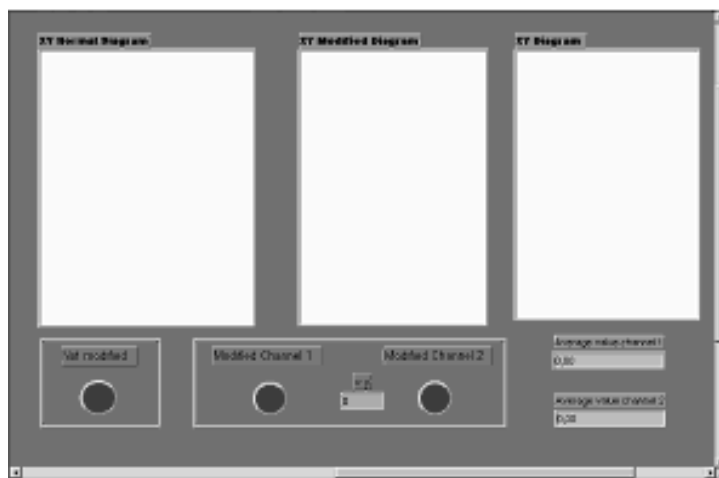 XY Normal Diagram
XY Modified Diagram
XY Diagram
Not modified
Modified Channel 1
Modified Channel 2
Average value channel 1
0,00
Average value channel 2
0,00